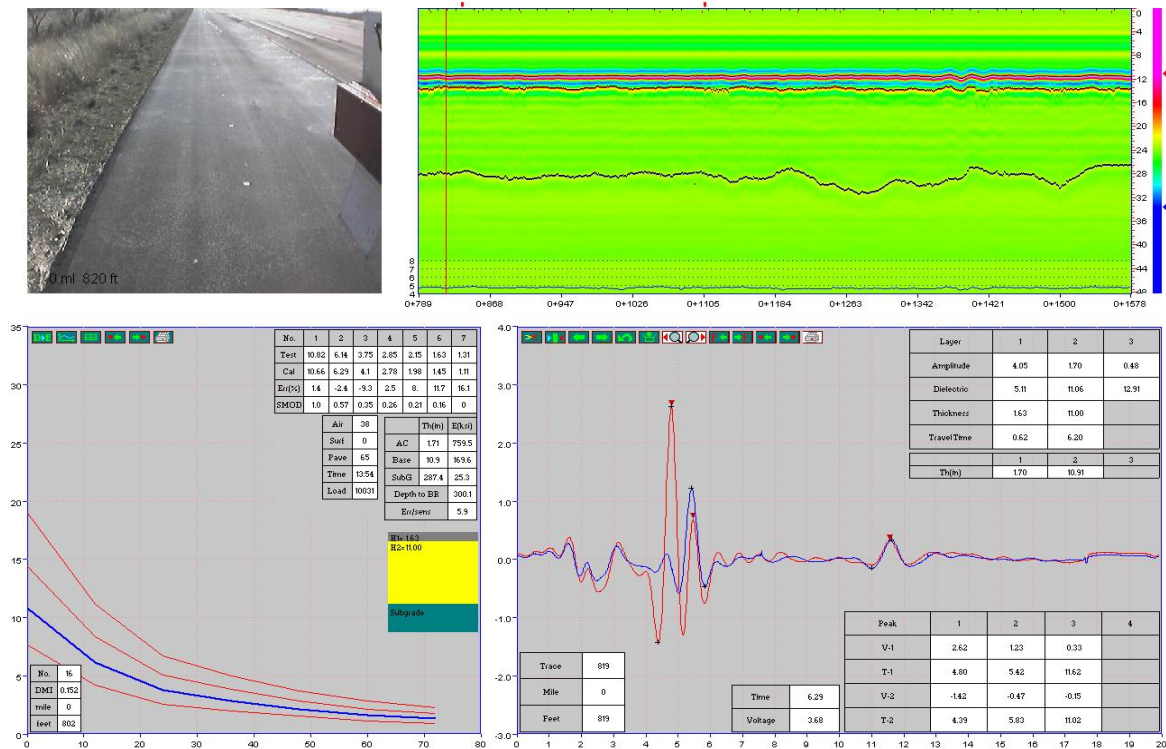 0 ml 820 ft
0
4
8
12
16
20
24
28
32
36
40
44
48
8
7
6
5
4
0+789 0+868 0+947 0+1026 0+1105 0+1184 0+1263 0+1342 0+1421 0+1500 0+1578
35
30
25
20
15
10
5
0
0 10 20 30 40 50 60 70 80
No. 1 2 3 4 5 6 7
Test 10.82 6.14 3.75 2.85 2.15 1.63 1.31
Cal 10.66 6.29 4.1 2.78 1.98 1.45 1.11
Err(%) 1.4 -2.4 -9.3 2.5 8. 11.7 16.1
SMOD 1.0 0.57 0.35 0.26 0.21 0.16 0
Air 38
Surf 0
Pave 65
Time 13:54
Load 10031
Th(in) E(ksi)
AC 1.71 759.5
Base 10.9 169.6
SubG 287.4 25.3
Depth to BR 300.1
Err/sens 5.9
H1= 1.63
H2= 11.00
Subgrade
No. 16
DMI 0.152
mile 0
feet 802
4.0
3.0
2.0
1.0
0.0
-1.0
-2.0
-3.0
0 1 2 3 4 5 6 7 8 9 10 11 12 13 14 15 16 17 18 19 20
Layer 1 2 3
Amplitude 4.05 1.70 0.48
Dielectric 5.11 11.06 12.91
Thickness 1.63 11.00
TravelTime 0.62 6.20
1 2 3
Th(in) 1.70 10.91
Trace 819
Mile 0
Feet 819
Time 6.29
Voltage 3.68
Peak 1 2 3 4
V-1 2.62 1.23 0.33
T-1 4.80 5.42 11.62
V-2 -1.42 -0.47 -0.15
T-2 4.39 5.83 11.02